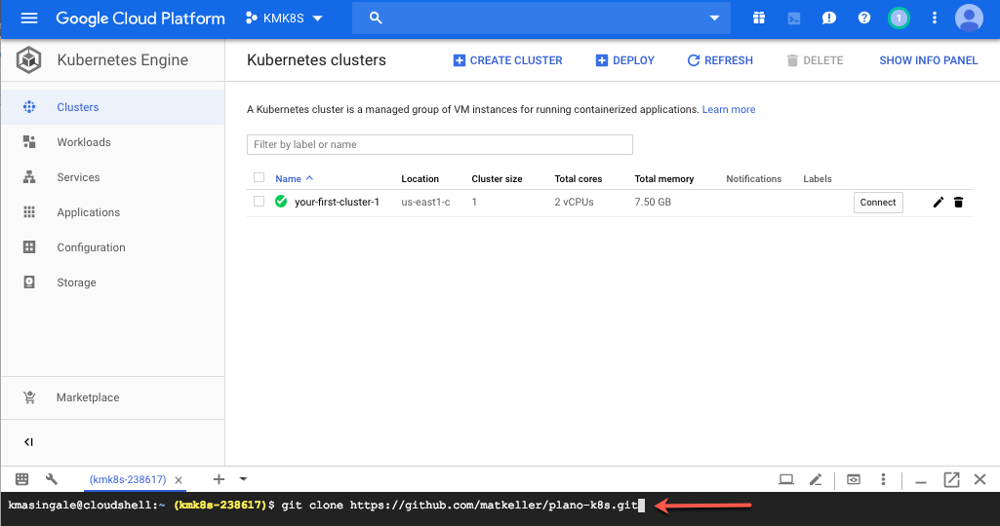 Google Cloud Platform KMK8S 1
Kubernetes Engine
Kubernetes clusters CREATE CLUSTER DEPLOY REFRESH DELETE SHOW INFO PANEL
Clusters
Workloads
Services
Applications
Configuration
Storage
Marketplace
A Kubernetes cluster is a managed group of VM instances for running containerized applications. Learn more
Filter by label or name
Name Location Cluster size Total cores Total memory Notifications Labels
your-first-cluster-1 us-east1-c 1 2 vCPUs 7.50 GB Connect
(kmk8s-238617)
kmasingale@cloudshell:~ (kmk8s-238617)$ git clone https://github.com/matkeller/plano-k8s.git